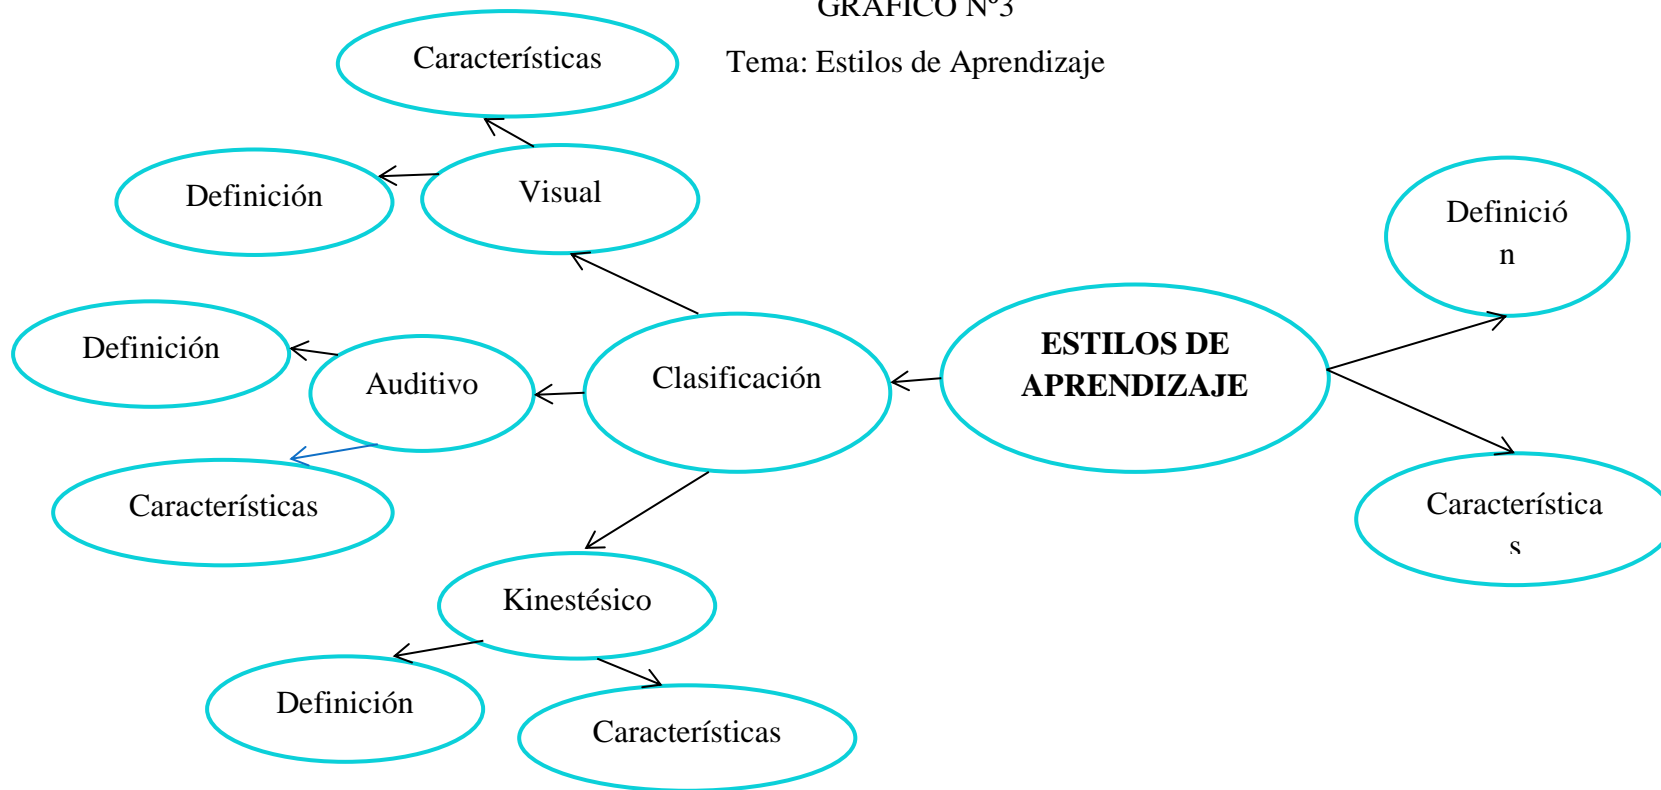 GRÁFICO Nº3
Tema: Estilos de Aprendizaje
Características
Definición
Visual
Definición
Auditivo
Características
Clasificación
ESTILOS DE
APRENDIZAJE
Definició
n
Característica
s
Kinestésico
Definición
Características